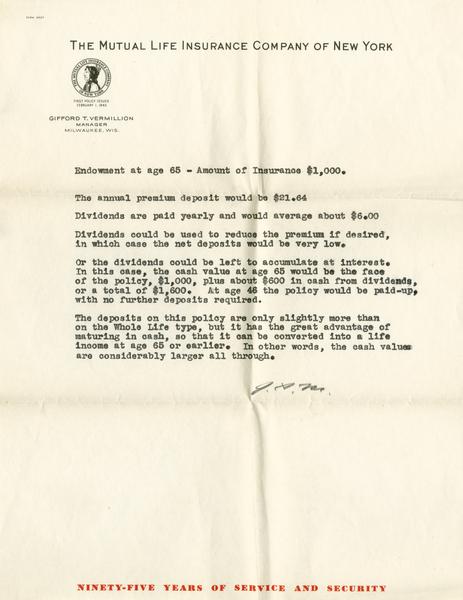 THE MUTUAL LIFE INSURANCE COMPANY OF NEW YORK
THE MUTUAL LIFE INSURANCE COMPANY OF NEW YORK
FIRST POLICY ISSUED
FEBRUARY 1, 1843
GIFFORD T. VERMILLION
MANAGER
MILWAUKEE, WIS.
Endowment at age 65 - Amount of Insurance $1,000.
The annual premium deposit would be $21.64
Dividends are paid yearly and would average about $6.00
Dividends could be used to reduce the premium if desired,
in which case the net deposits would be very low.
Or the dividends could be left to accumulate at interest.
In this case, the cash value at age 65 would be the face
of the policy, $1,000, plus about $600 in cash from dividends,
or a total of $1,600. At age 46 the policy would be paid-up,
with no further deposits required.
The deposits on this policy are only slightly more than
on the Whole Life type, but it has the great advantage of
maturing in cash, so that it can be converted into a life
income at age 65 or earlier. In other words, the cash values
are considerably larger all through.
NINETY-FIVE YEARS OF SERVICE AND SECURITY